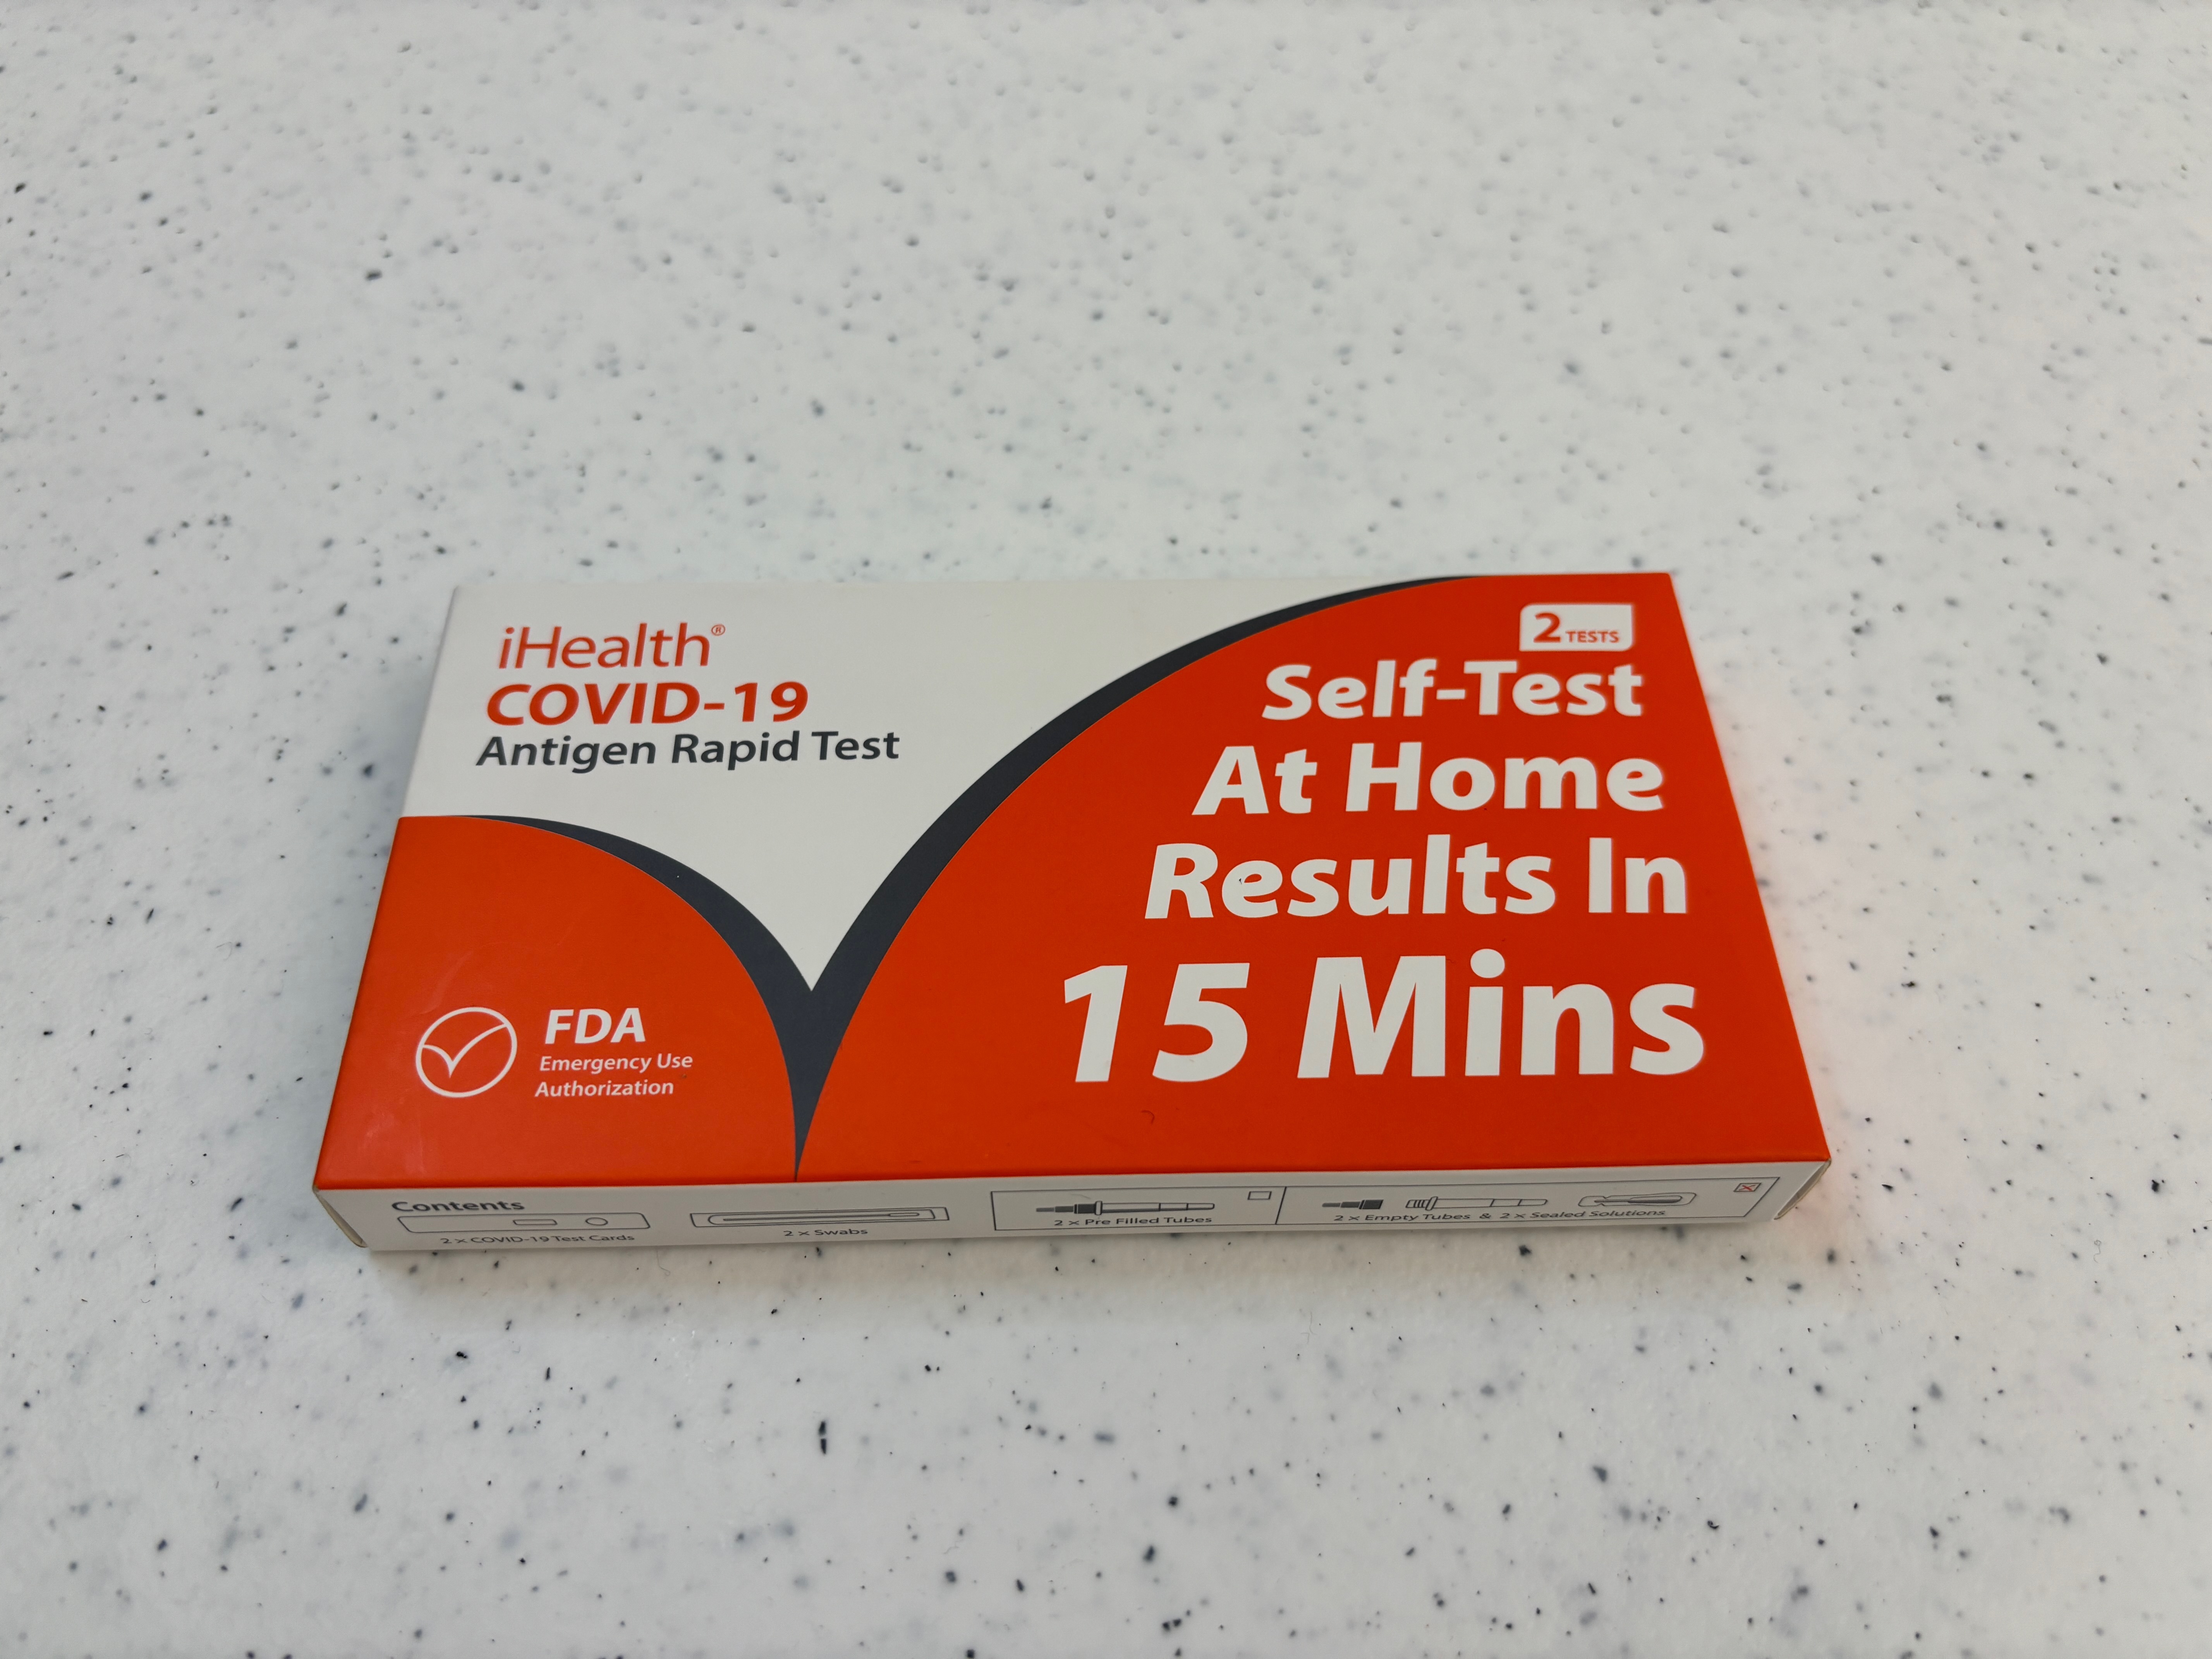 iHealth®
COVID-19
Antigen Rapid Test
2 TESTS
Self-Test
At Home
Results In
15 Mins
FDA
Emergency Use
Authorization
Contents
2 x COVID-19 Test Cards
2 x Swabs
2 x Pre Filled Tubes
2 x Empty Tubes & 2 x Sealed Solutions